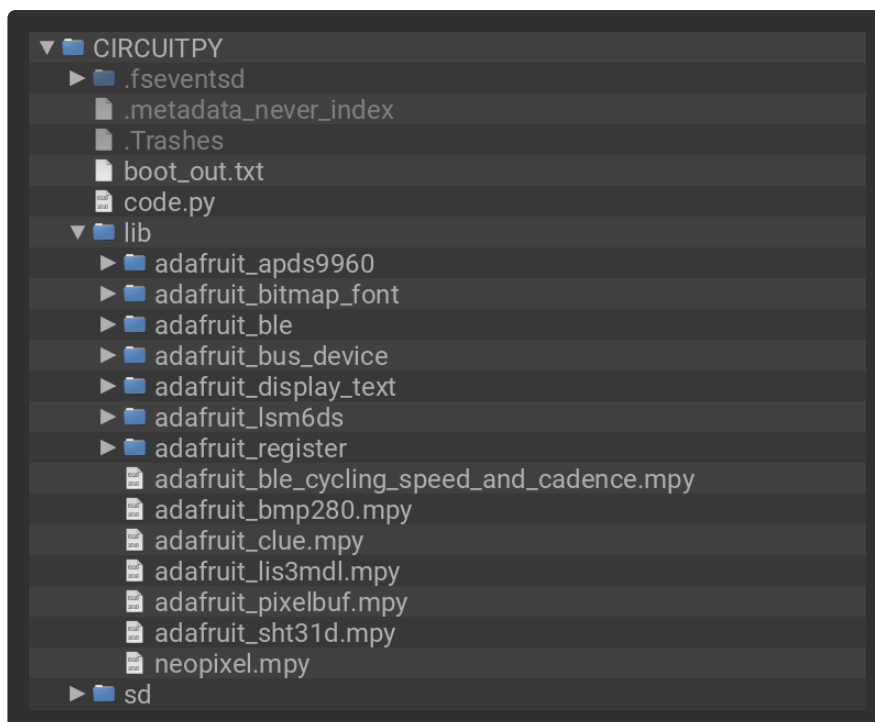 CIRCUITPY
.fseventsd
.metadata_never_index
.Trashes
boot_out.txt
code.py
lib
adafruit_apds9960
adafruit_bitmap_font
adafruit_ble
adafruit_bus_device
adafruit_display_text
adafruit_lsm6ds
adafruit_register
adafruit_ble_cycling_speed_and_cadence.mpy
adafruit_bmp280.mpy
adafruit_clue.mpy
adafruit_lis3mdl.mpy
adafruit_pixelbuf.mpy
adafruit_sht31d.mpy
neopixel.mpy
sd